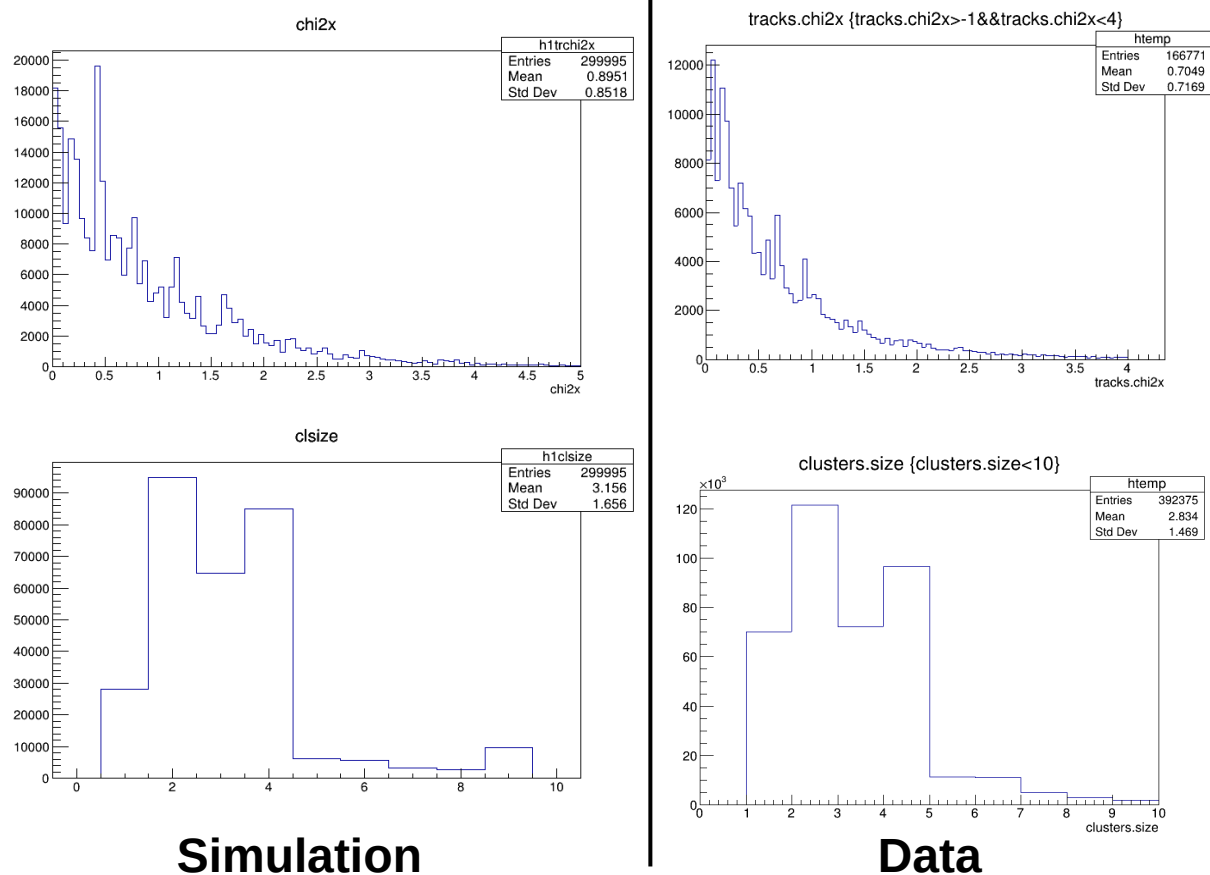 chi2x
h1trchi2x
Entries 299995
Mean 0.8951
Std Dev 0.8518
20000
18000
16000
14000
12000
10000
8000
6000
4000
2000
0
0 0.5 1 1.5 2 2.5 3 3.5 4 4.5 5
chi2x
tracks.chi2x {tracks.chi2x>-1&&tracks.chi2x<4}
htemp
Entries 166771
Mean 0.7049
Std Dev 0.7169
12000
10000
8000
6000
4000
2000
0
0 0.5 1 1.5 2 2.5 3 3.5 4
tracks.chi2x
clsize
h1clsize
Entries 299995
Mean 3.156
Std Dev 1.656
90000
80000
70000
60000
50000
40000
30000
20000
10000
0
0 2 4 6 8 10
clusters.size {clusters.size<10}
×10³
htemp
Entries 392375
Mean 2.834
Std Dev 1.469
120
100
80
60
40
20
0
0 1 2 3 4 5 6 7 8 9 10
clusters.size
Simulation
Data